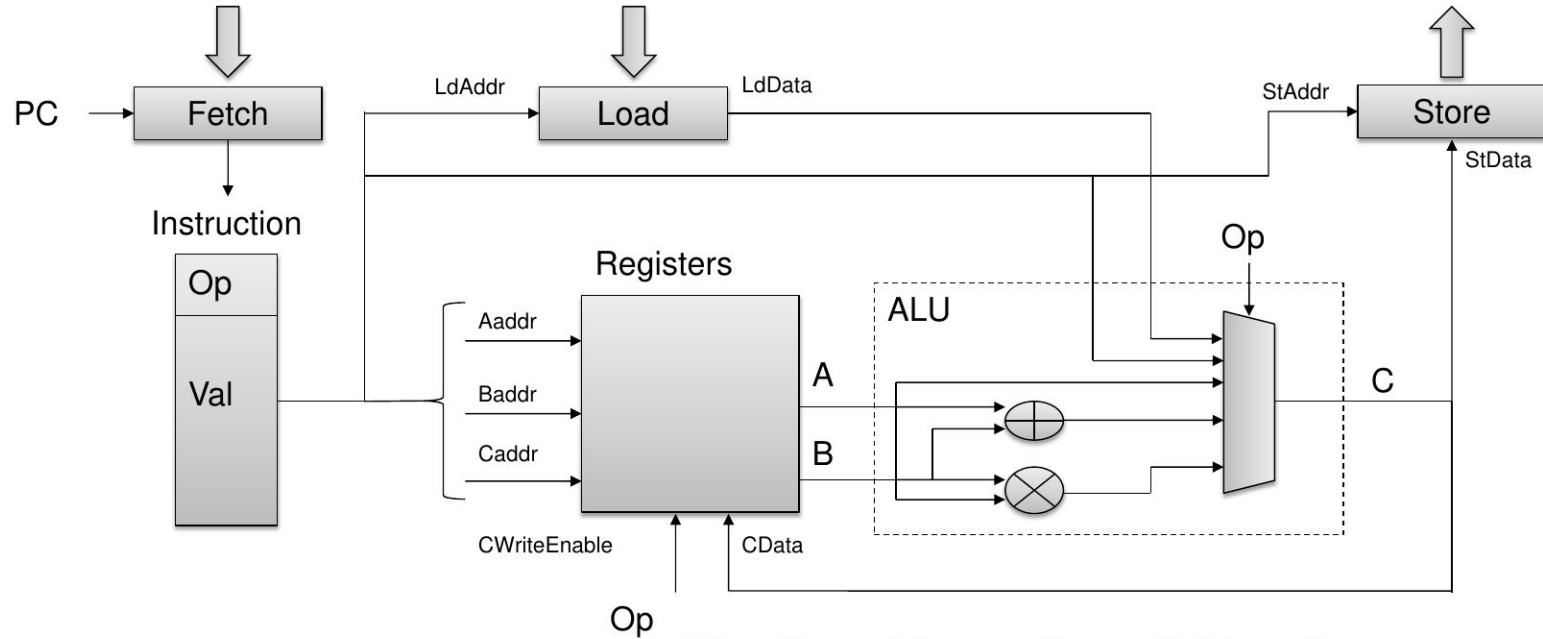 LdAddr
LdData
StAddr
PC
Fetch
Load
Store
StData
Instruction
Op
Op
Registers
ALU
Aaddr
Val
A
C
Baddr
B
Caddr
CWriteEnable
CData
Op